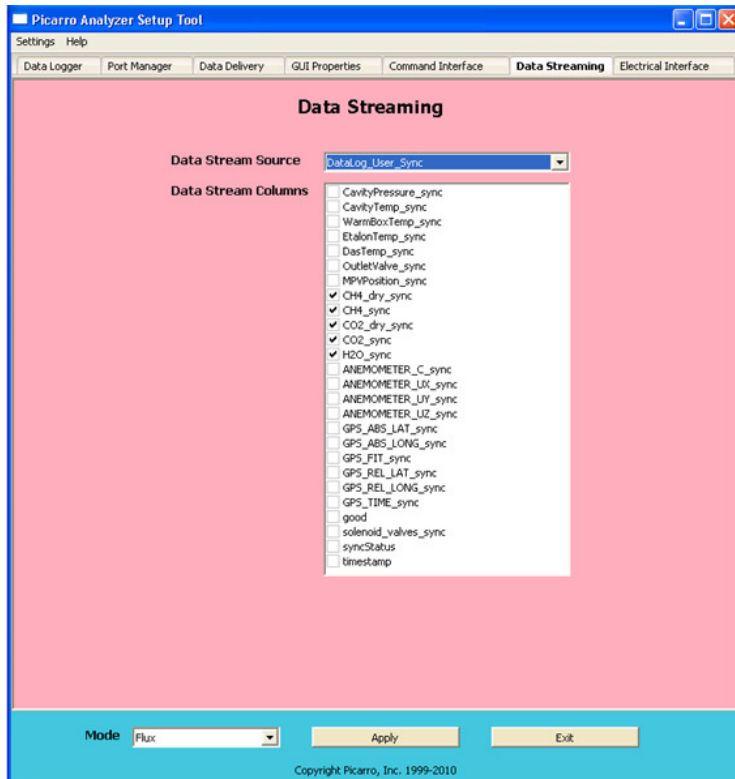 Picarro Analyzer Setup Tool
Settings Help
Data Logger Port Manager Data Delivery GUI Properties Command Interface Data Streaming Electrical Interface
Data Streaming
Data Stream Source DataLog_User_Sync
Data Stream Columns
CavityPressure_sync
CavityTemp_sync
WarmBoxTemp_sync
EtalonTemp_sync
DasTemp_sync
OutletValve_sync
MPVPosition_sync
CH4_dry_sync
CH4_sync
CO2_dry_sync
CO2_sync
H2O_sync
ANEMOMETER_C_sync
ANEMOMETER_UX_sync
ANEMOMETER_UY_sync
ANEMOMETER_UZ_sync
GPS_ABS_LAT_sync
GPS_ABS_LONG_sync
GPS_FIT_sync
GPS_REL_LAT_sync
GPS_REL_LONG_sync
GPS_TIME_sync
good
solenoid_valves_sync
syncStatus
timestamp
Mode Flux Apply Exit
Copyright Picarro, Inc. 1999-2010